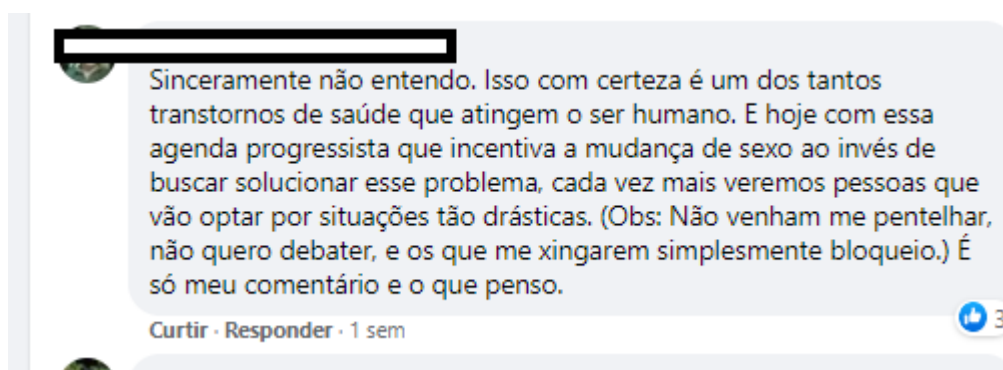 Sinceramente não entendo. Isso com certeza é um dos tantos
transtornos de saúde que atingem o ser humano. E hoje com essa
agenda progressista que incentiva a mudança de sexo ao invés de
buscar solucionar esse problema, cada vez mais veremos pessoas que
vão optar por situações tão drásticas. (Obs: Não venham me pentelhar,
não quero debater, e os que me xingarem simplesmente bloqueio.) É
só meu comentário e o que penso.
Curtir · Responder · 1 sem
3